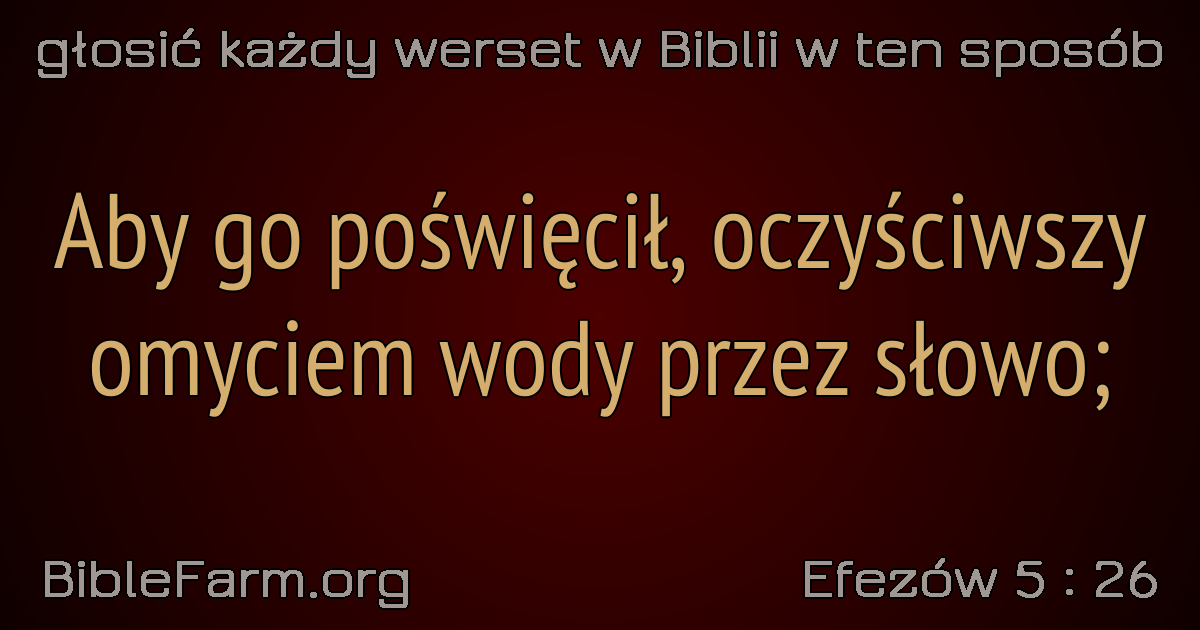 głosić każdy werset w Biblii w ten sposób
Aby go poświęcił, oczyściwszy
omyciem wody przez słowo;
BibleFarm.org
Efezów 5 : 26